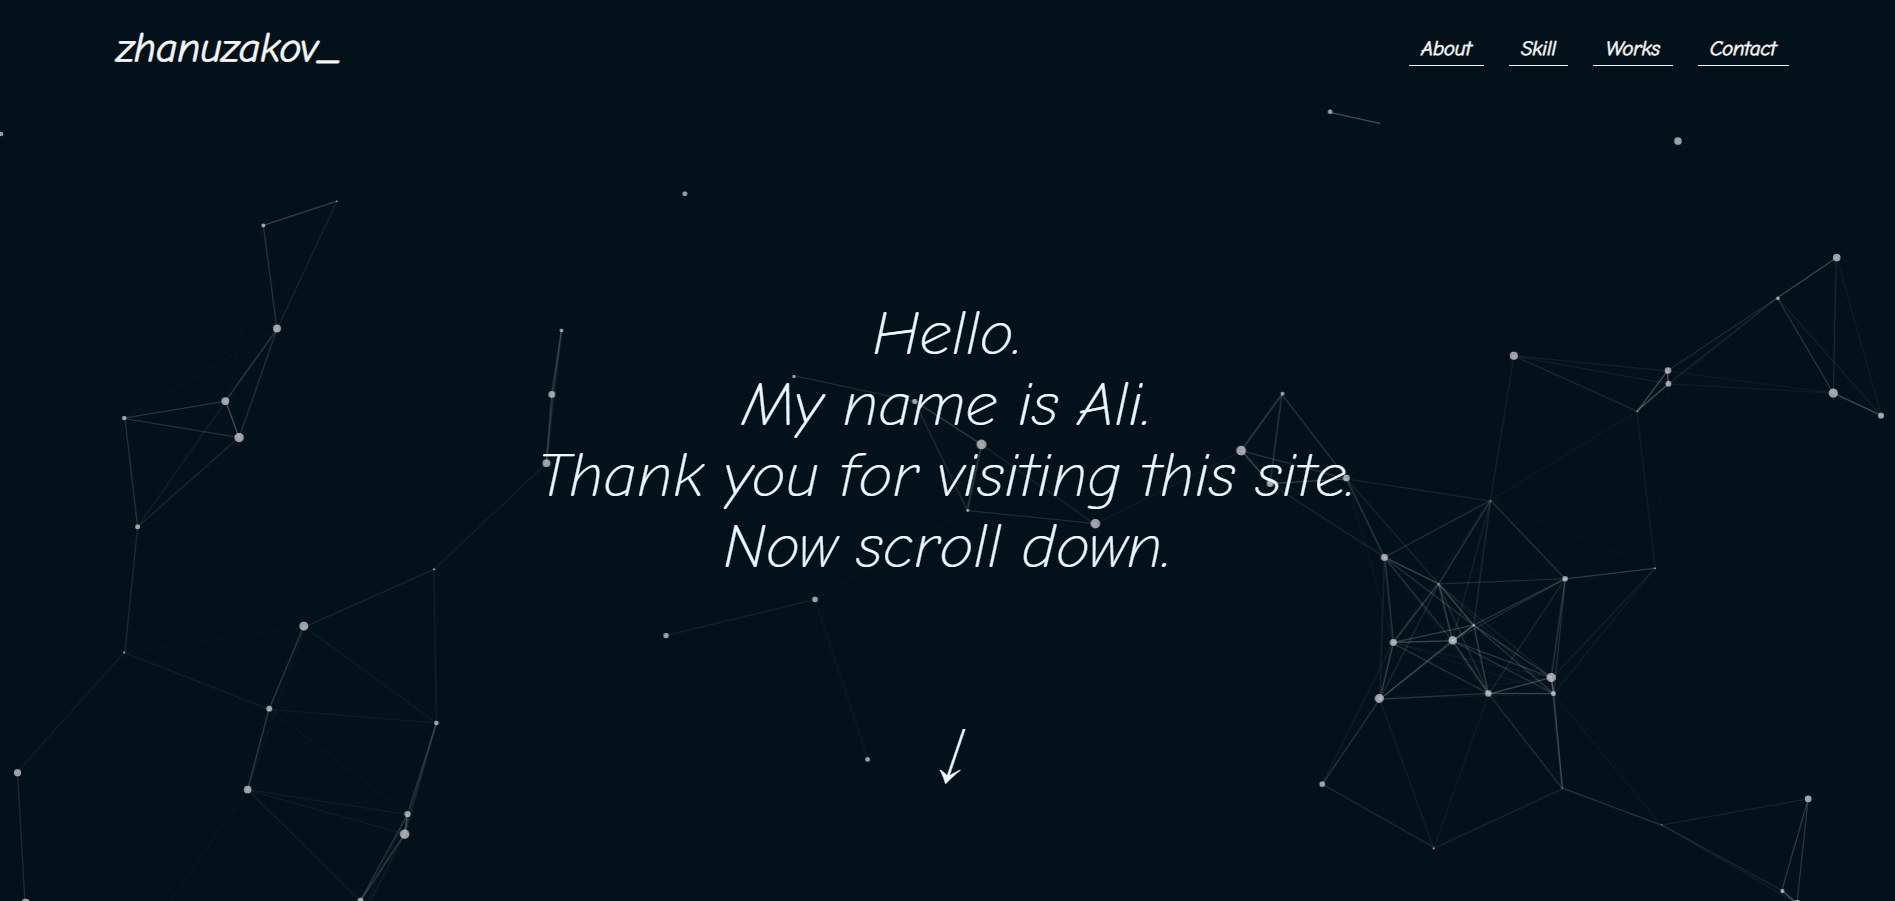 zhanuzakov_
About Skill Works Contact
Hello.
My name is Ali.
Thank you for visiting this site.
Now scroll down.